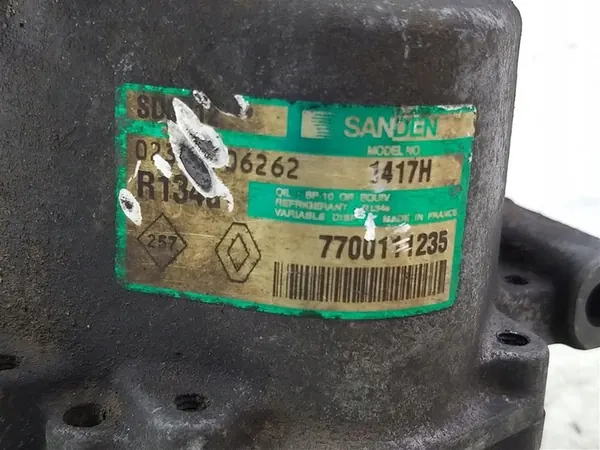 SANDEN
MODEL NO
1417H
06262
R134a
OIL : SP-10 OR EQUIV
REFRIGERANT : R134a
VARIABLE DISP MADE IN FRANCE
257
7700111235